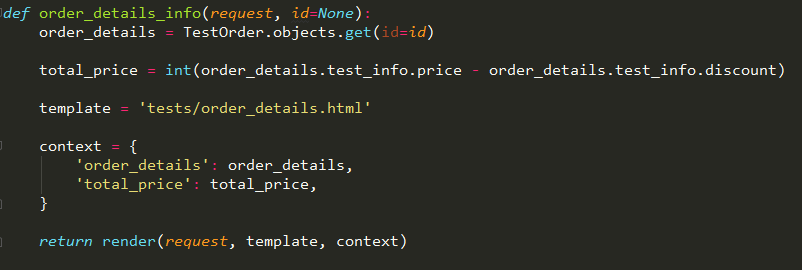 def order_details_info(request, id=None):
    order_details = TestOrder.objects.get(id=id)
    total_price = int(order_details.test_info.price - order_details.test_info.discount)
    template = 'tests/order_details.html'
    context = {
        'order_details': order_details,
        'total_price': total_price,
    }
    return render(request, template, context)